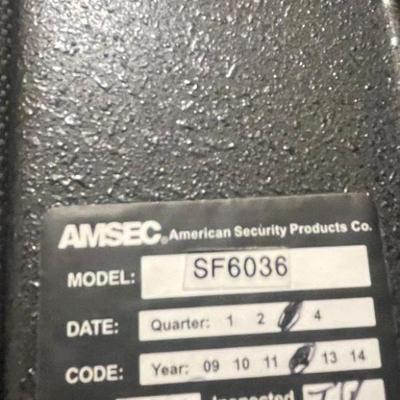 AMSEC. American Security Products Co.
MODEL: SF6036
DATE: Quarter: 1 2 4
CODE: Year: 09 10 11 13 14
Inspected